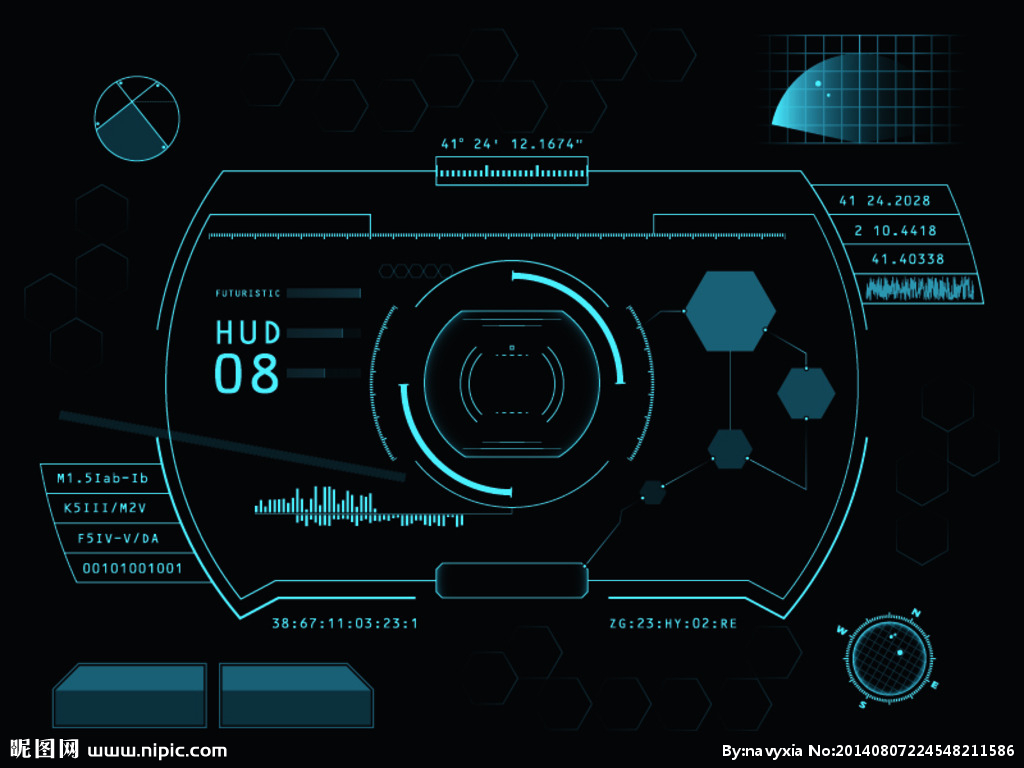 41° 24' 12.1674"
41 24.2028
2 10.4418
41.40338
FUTURISTIC
HUD
08
M1.5Iab-Ib
K5III/M2V
F5IV-V/DA
00101001001
38:67:11:03:23:1
ZG:23:HY:02:RE
N
W
E
S
昵图网 www.nipic.com
By:navyxia No:20140807224548211586